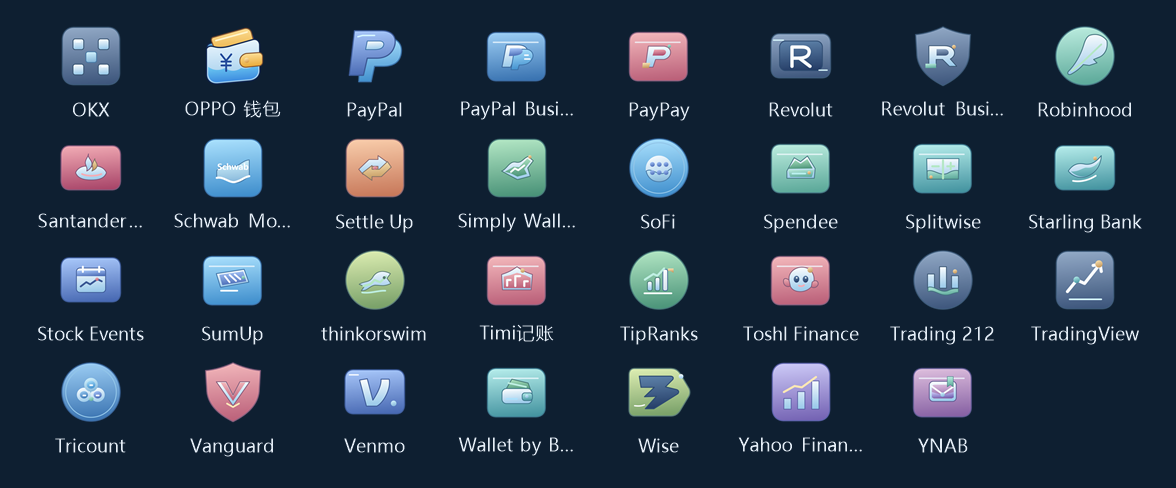 OKX
OPPO 钱包
PayPal
PayPal Busi...
PayPay
Revolut
Revolut Busi...
Robinhood
Santander...
Schwab
Schwab Mo...
Settle Up
Simply Wall...
SoFi
Spendee
Splitwise
Starling Bank
Stock Events
SumUp
thinkorswim
Timi记账
TipRanks
Toshl Finance
Trading 212
TradingView
Tricount
Vanguard
Venmo
Wallet by B...
Wise
Yahoo Finan...
YNAB